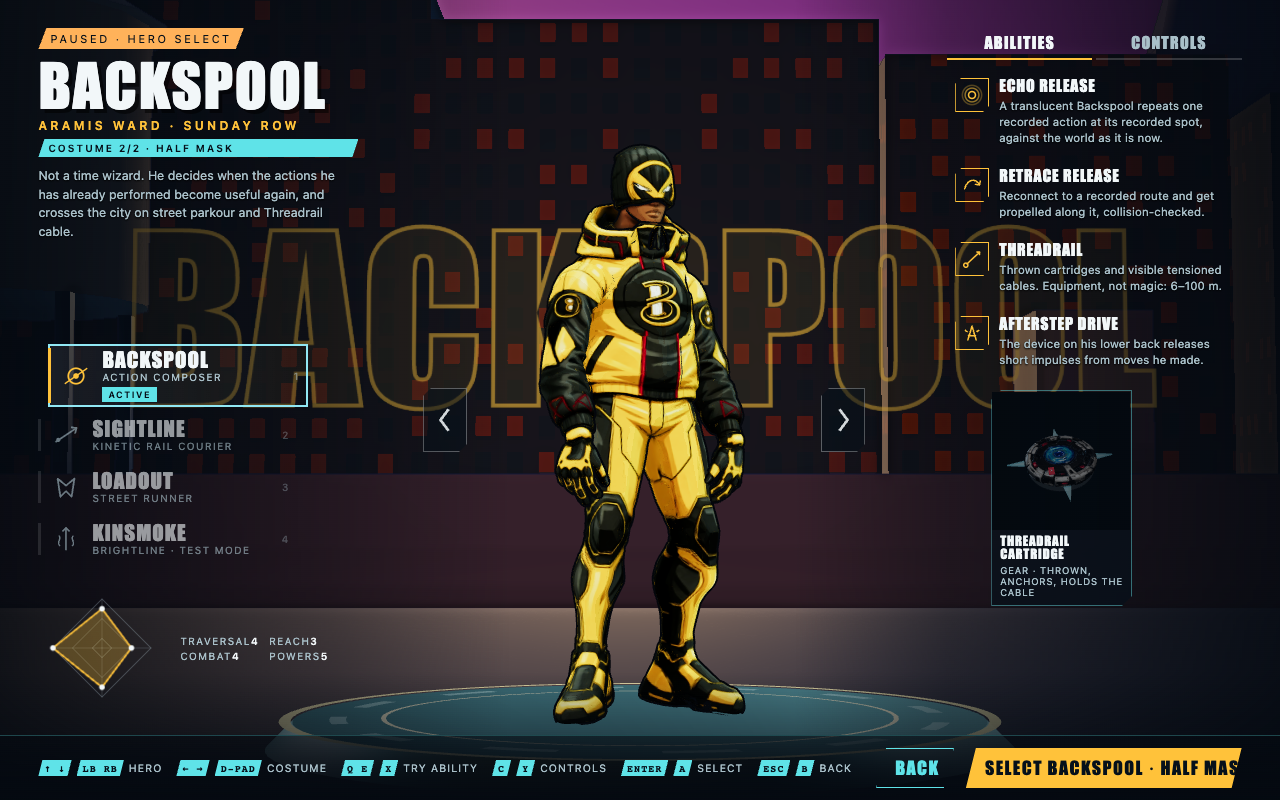 PAUSED · HERO SELECT
BACKSPOOL
ARAMIS WARD · SUNDAY ROW
COSTUME 2/2 · HALF MASK
Not a time wizard. He decides when the actions he
has already performed become useful again, and
crosses the city on street parkour and Threadrail
cable.
BACKSPOOL
BACKSPOOL
ACTION COMPOSER
ACTIVE
SIGHTLINE
KINETIC RAIL COURIER
2
LOADOUT
STREET RUNNER
3
KINSMOKE
BRIGHTLINE · TEST MODE
4
TRAVERSAL4 REACH3
COMBAT4 POWERS5
B
ABILITIES
CONTROLS
ECHO RELEASE
A translucent Backspool repeats one
recorded action at its recorded spot,
against the world as it is now.
RETRACE RELEASE
Reconnect to a recorded route and get
propelled along it, collision-checked.
THREADRAIL
Thrown cartridges and visible tensioned
cables. Equipment, not magic: 6–100 m.
AFTERSTEP DRIVE
The device on his lower back releases
short impulses from moves he made.
THREADRAIL
CARTRIDGE
GEAR · THROWN,
ANCHORS, HOLDS THE
CABLE
↑ ↓ LB RB HERO ← → D-PAD COSTUME Q E X TRY ABILITY C Y CONTROLS ENTER A SELECT ESC B BACK
BACK
SELECT BACKSPOOL · HALF MAS